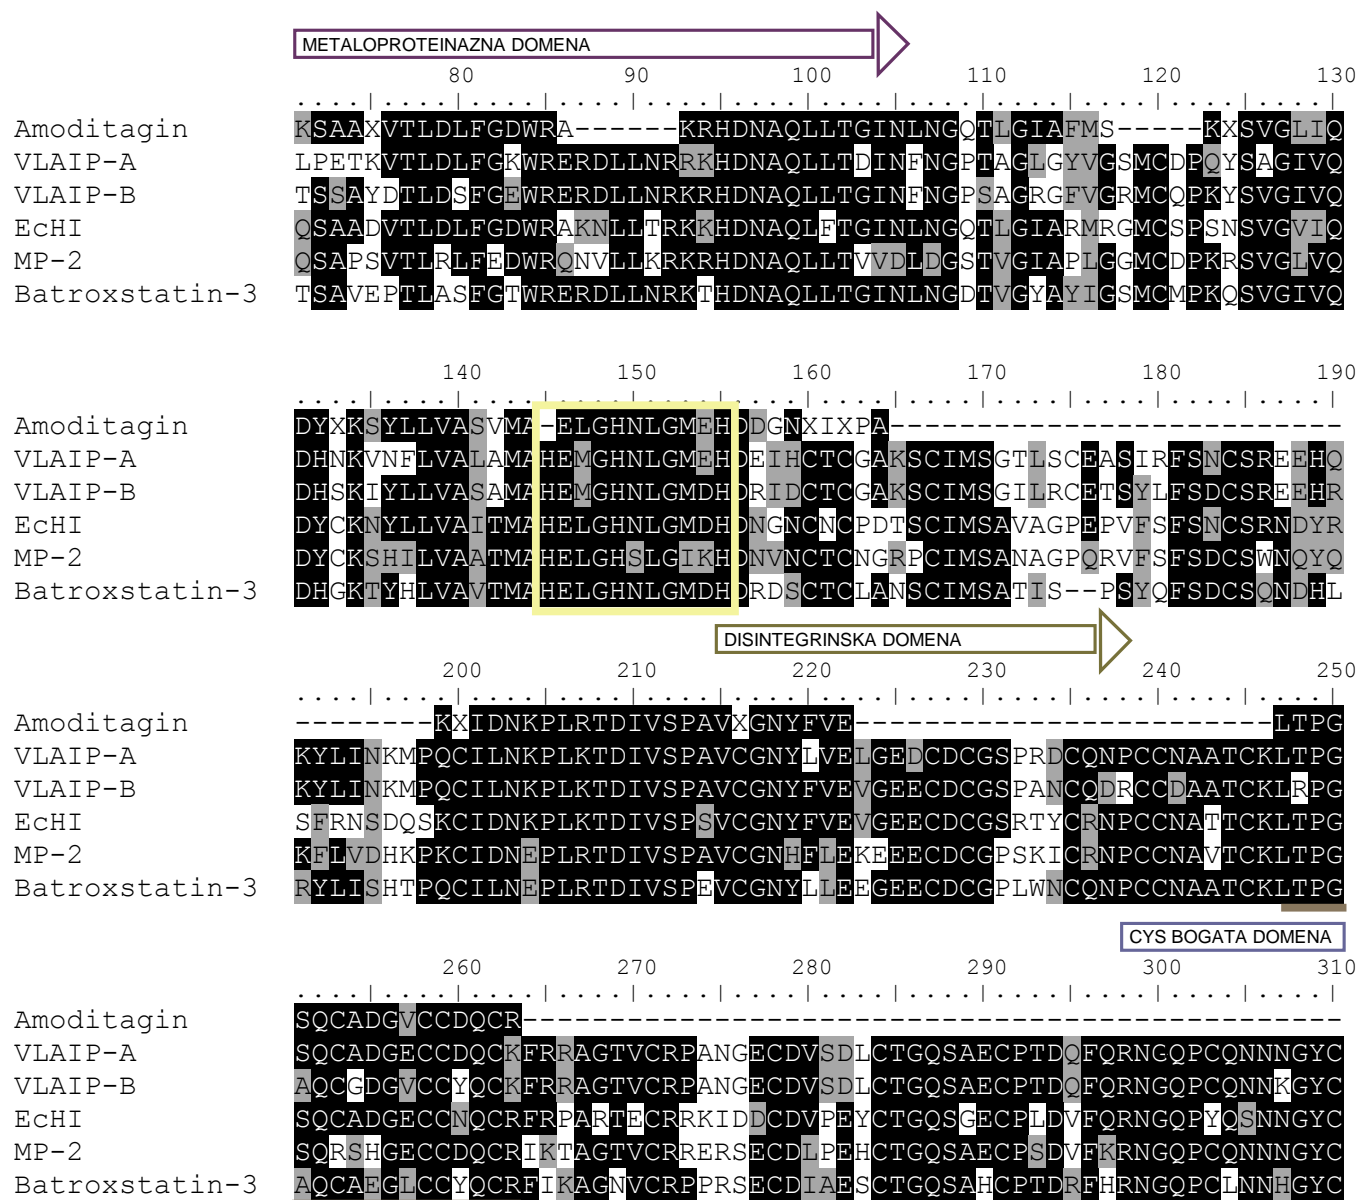 METALOPROTEINAZNA DOMENA
80 90 100 110 120 130
....|....|....|....|....|....|....|....|....|....|....|....|
Amoditagin KSAAXVTLDLFGDWRA------KRHDNAQLLTGINLNGQTLGIAFMS-----KXSVGLIQ
VLAIP-A LPETKVTLDLFGKWRERDLLNRRKHDNAQLLTDINFNGPTAGLGYVGSMCDPQYSAGIVQ
VLAIP-B TSSAYDTLDSFGEWRERDLLNRKRHDNAQLLTGINFNGPSAGRGFVGRMCQPKYSVGIVQ
EcHI QSAADVTLDLFGDWRAKNLLTRKKHDNAQLFTGINLNGQTLGIARMRGMCSPSNSVGVIQ
MP-2 QSAPSVTLRLFEDWRQNVLLKRKRHDNAQLLTVVDLDGSTVGIAPLGGMCDPKRSVGLVQ
Batroxstatin-3 TSAVEPTLASFGTWRERDLLNRKTHDNAQLLTGINLNGDTVGYAYIGSMCMPKQSVGIVQ
140 150 160 170 180 190
....|....|....|....|....|....|....|....|....|....|....|....|
Amoditagin DYXKSYLLVASVMA-ELGHNLGMEHDDGNXIXPA--------------------------
VLAIP-A DHNKVNFLVALAMAHEMGHNLGMEHDEIHCTCGAKSCIMSGTLSCEASIRFSNCSREEHQ
VLAIP-B DHSKIYLLVASAMAHEMGHNLGMDHDRIDCTCGAKSCIMSGILRCETSYLFSDCSREEHR
EcHI DYCKNYLLVAITMAHELGHNLGMDHDNGNCNCPDTSCIMSAVAGPEPVFSFSNCSRNDYR
MP-2 DYCKSHILVAATMAHELGHSLGIKHDNVNCTCNGRPCIMSANAGPQRVFSFSDCSWNQYQ
Batroxstatin-3 DHGKTYHLVAVTMAHELGHNLGMDHDRDSCTCLANSCIMSATIS--PSYQFSDCSQNDHL
DISINTEGRINSKA DOMENA
200 210 220 230 240 250
....|....|....|....|....|....|....|....|....|....|....|....|
Amoditagin --------KXIDNKPLRTDIVSPAVXGNYFVE------------------------LTPG
VLAIP-A KYLINKMPQCILNKPLKTDIVSPAVCGNYLVELGEDCDCGSPRDCQNPCCNAATCKLTPG
VLAIP-B KYLINKMPQCILNKPLKTDIVSPAVCGNYFVEVGEECDCGSPANCQDRCCDAATCKLRPG
EcHI SFRNSDQSKCIDNKPLKTDIVSPSVCGNYFVEVGEECDCGSRTYCRNPCCNATTCKLTPG
MP-2 KFLVDHKPKCIDNEPLRTDIVSPAVCGNHFLEKEEECDCGPSKICRNPCCNAVTCKLTPG
Batroxstatin-3 RYLISHTPQCILNEPLRTDIVSPEVCGNYLLEEGEECDCGPLWNCQNPCCNAATCKLTPG
CYS BOGATA DOMENA
260 270 280 290 300 310
....|....|....|....|....|....|....|....|....|....|....|....|
Amoditagin SQCADGVCCDQCR-----------------------------------------------
VLAIP-A SQCADGECCDQCKFRRAGTVCRPANGECDVSDLCTGQSAECPTDQFQRNGQPCQNNNGYC
VLAIP-B AQCGDGVCCYQCKFRRAGTVCRPANGECDVSDLCTGQSAECPTDQFQRNGQPCQNNKGYC
EcHI SQCADGECCNQCRFRPARTECRRKIDDCDVPEYCTGQSGECPLDVFQRNGQPYQSNNGYC
MP-2 SQRSHGECCDQCRIKTAGTVCRRERSECDLPEHCTGQSAECPSDVFKRNGQPCQNNNGYC
Batroxstatin-3 AQCAEGLCCYQCRFIKAGNVCRPPRSECDIAESCTGQSAHCPTDRFHRNGQPCLNNHGYC